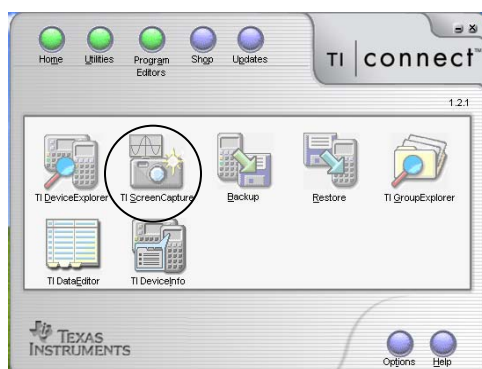 TI connect™
Home Utilities Program Editors Shop Updates
1.2.1
TI DeviceExplorer TI ScreenCapture Backup Restore TI GroupExplorer
TI DataEditor TI DeviceInfo
TEXAS
INSTRUMENTS
Options Help